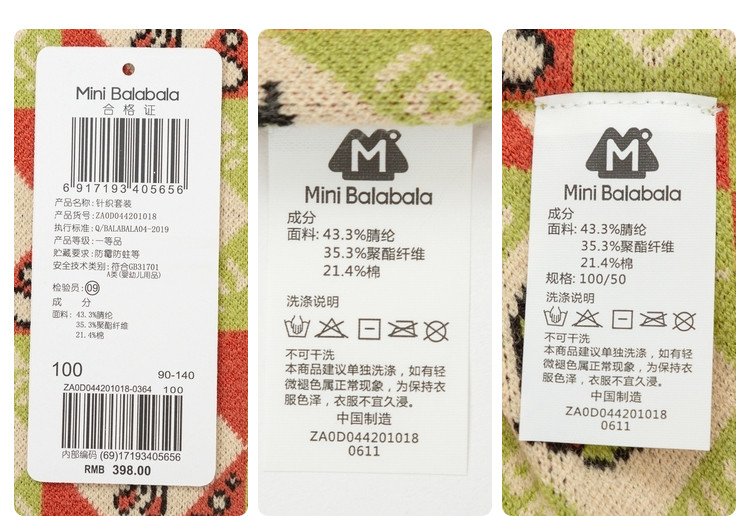 Mini Balabala
合格证
6 917193 405656
产品名称: 针织套装
产品货号: ZA0D044201018
执行标准: Q/BALABALA04-2019
产品等级: 一等品
贮藏要求: 防霉防蛀等
安全技术类别: 符合GB31701
A类(婴幼儿用品)
检验员: 09
成 分
面料: 43.3%腈纶
35.3%聚酯纤维
21.4%棉
100 90-140
ZA0D044201018-0364 100
内部编码 (69)17193405656
RMB 398.00
M
Mini Balabala
成分
面料: 43.3%腈纶
35.3%聚酯纤维
21.4%棉
洗涤说明
不可干洗
本商品建议单独洗涤，如有轻
微褪色属正常现象，为保持衣
服色泽，衣服不宜久浸。
中国制造
ZA0D044201018
0611
M
Mini Balabala
成分
面料: 43.3%腈纶
35.3%聚酯纤维
21.4%棉
规格: 100/50
洗涤说明
不可干洗
本商品建议单独洗涤，如有轻
微褪色属正常现象，为保持衣
服色泽，衣服不宜久浸。
中国制造
ZA0D044201018
0611